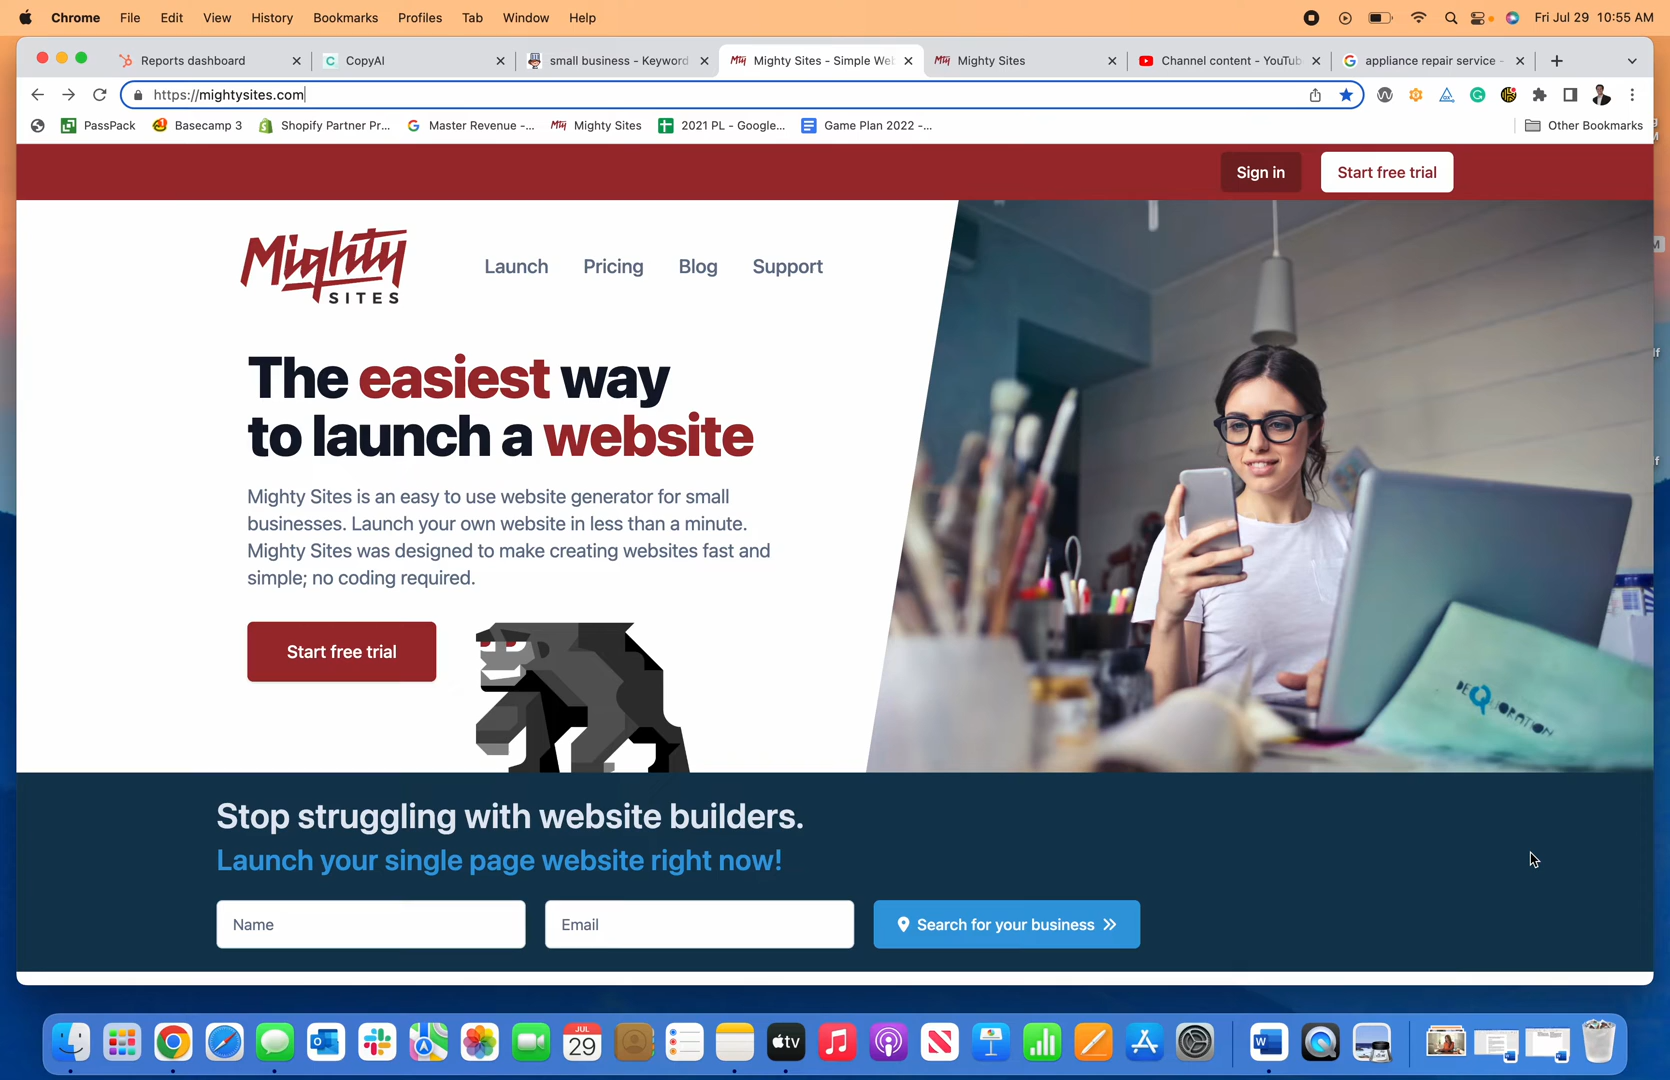 Chrome File Edit View History Bookmarks Profiles Tab Window Help Fri Jul 29 10:55 AM
Reports dashboard CopyAI small business - Keyword Mighty Sites - Simple Web Mighty Sites Channel content - YouTub appliance repair service -
https://mightysites.com
PassPack Basecamp 3 Shopify Partner Pr... Master Revenue -... Mighty Sites 2021 PL - Google... Game Plan 2022 -... Other Bookmarks
Sign in Start free trial
Mighty
SITES
Launch Pricing Blog Support
The easiest way
to launch a website
Mighty Sites is an easy to use website generator for small
businesses. Launch your own website in less than a minute.
Mighty Sites was designed to make creating websites fast and
simple; no coding required.
Start free trial
DEQUORATION
Stop struggling with website builders.
Launch your single page website right now!
Name Email Search for your business
JUL
29
tv